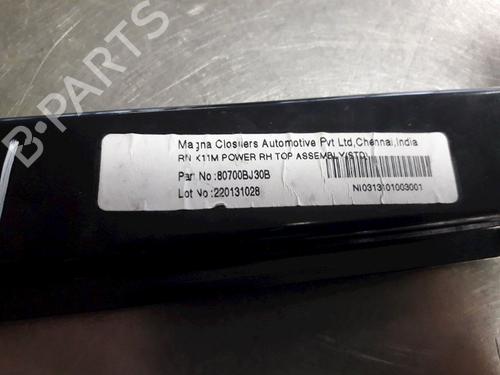 B-PARTS
Magna Closures Automotive Pvt Ltd,Chennai,India
RN K11M POWER RH TOP ASSEMBLY(STD)
Part No :80700BJ30B
Lot No :220131028
NI0313101003001